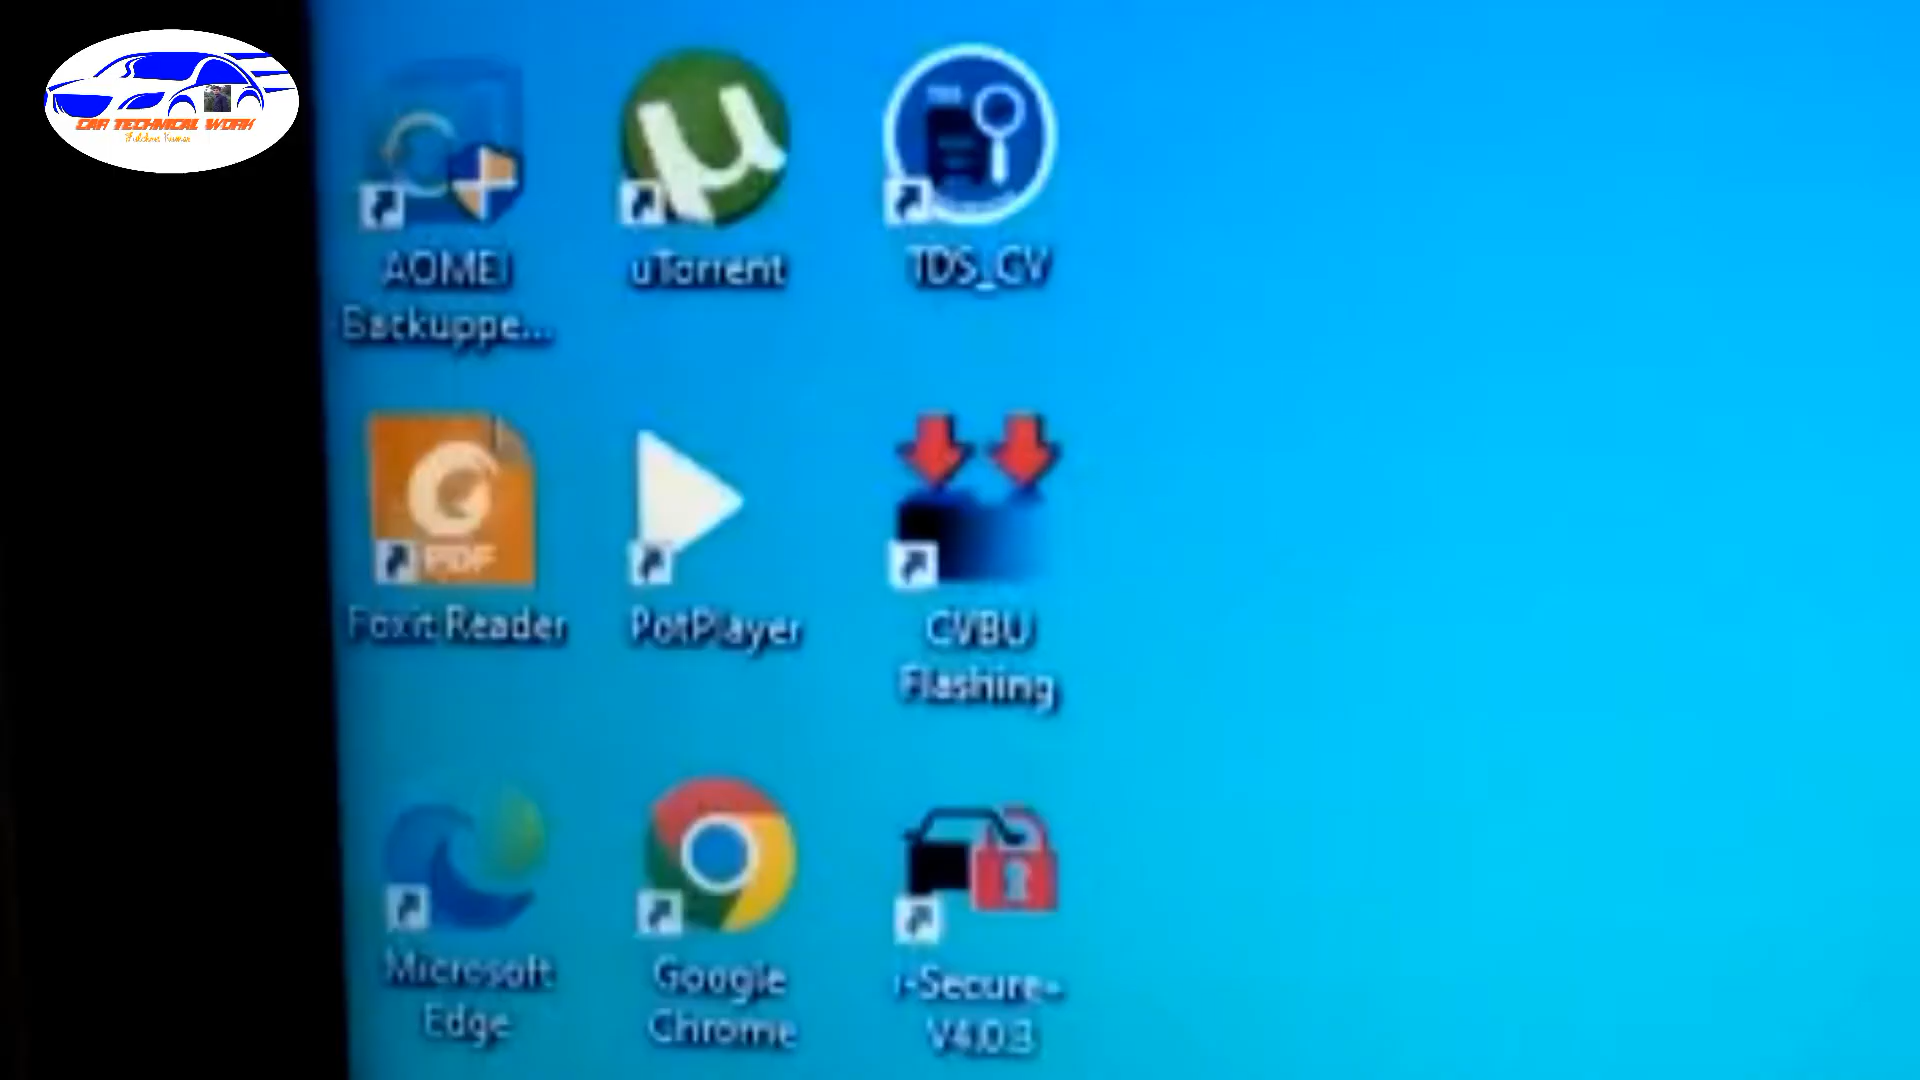 CAR TECHNICAL WORK
AOMEI
Backuppe...
uTorrent
TDS_CV
PDF
Foxit Reader
PotPlayer
CVBU
Flashing
Microsoft
Edge
Google
Chrome
i-Secure-
V4.0.3